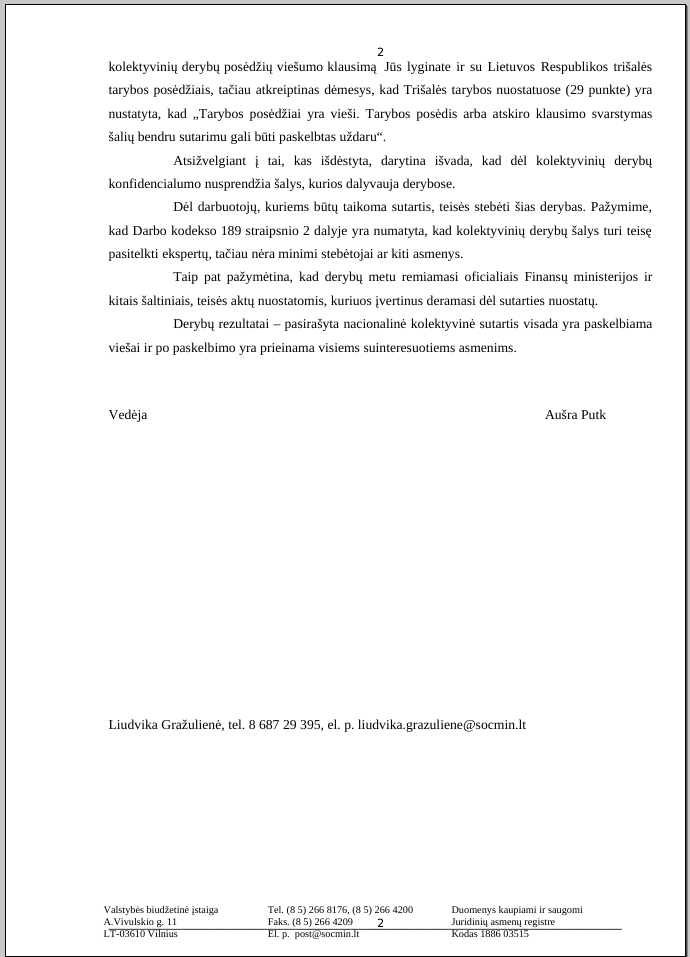 2
kolektyvinių derybų posėdžių viešumo klausimą Jūs lyginate ir su Lietuvos Respublikos trišalės
tarybos posėdžiais, tačiau atkreiptinas dėmesys, kad Trišalės tarybos nuostatuose (29 punkte) yra
nustatyta, kad „Tarybos posėdžiai yra vieši. Tarybos posėdis arba atskiro klausimo svarstymas
šalių bendru sutarimu gali būti paskelbtas uždaru“.
Atsižvelgiant į tai, kas išdėstyta, darytina išvada, kad dėl kolektyvinių derybų
konfidencialumo nusprendžia šalys, kurios dalyvauja derybose.
Dėl darbuotojų, kuriems būtų taikoma sutartis, teisės stebėti šias derybas. Pažymime,
kad Darbo kodekso 189 straipsnio 2 dalyje yra numatyta, kad kolektyvinių derybų šalys turi teisę
pasitelkti ekspertų, tačiau nėra minimi stebėtojai ar kiti asmenys.
Taip pat pažymėtina, kad derybų metu remiamasi oficialiais Finansų ministerijos ir
kitais šaltiniais, teisės aktų nuostatomis, kuriuos įvertinus deramasi dėl sutarties nuostatų.
Derybų rezultatai – pasirašyta nacionalinė kolektyvinė sutartis visada yra paskelbiama
viešai ir po paskelbimo yra prieinama visiems suinteresuotiems asmenims.
Vedėja Aušra Putk
Liudvika Gražulienė, tel. 8 687 29 395, el. p. liudvika.grazuliene@socmin.lt
Valstybės biudžetinė įstaiga Tel. (8 5) 266 8176, (8 5) 266 4200 Duomenys kaupiami ir saugomi
A.Vivulskio g. 11 Faks. (8 5) 266 4209 2 Juridinių asmenų registre
LT-03610 Vilnius El. p. post@socmin.lt Kodas 1886 03515